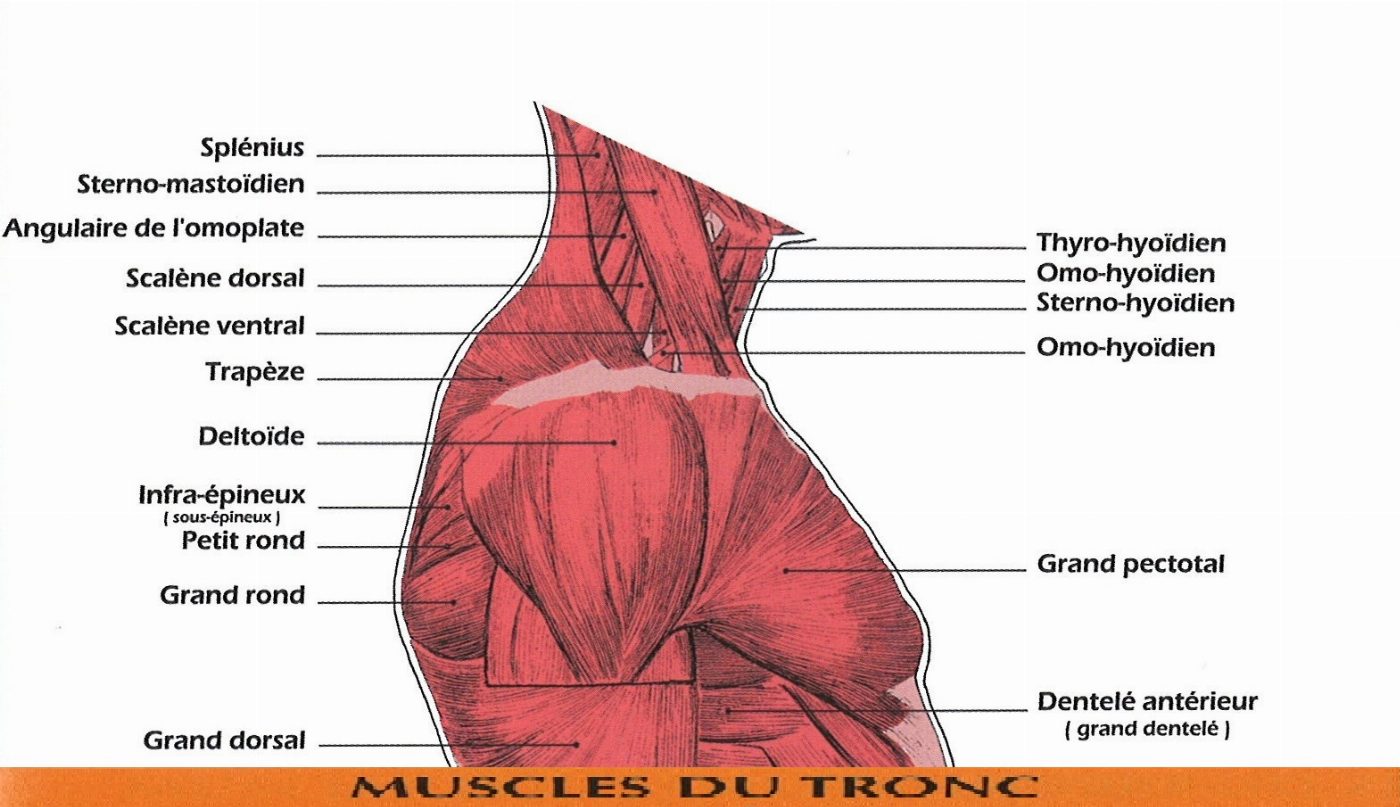 Splénius
Sterno-mastoïdien
Angulaire de l'omoplate
Scalène dorsal
Scalène ventral
Trapèze
Deltoïde
Infra-épineux
( sous-épineux )
Petit rond
Grand rond
Grand dorsal
Thyro-hyoïdien
Omo-hyoïdien
Sterno-hyoïdien
Omo-hyoïdien
Grand pectotal
Dentelé antérieur
( grand dentelé )
MUSCLES DU TRONC